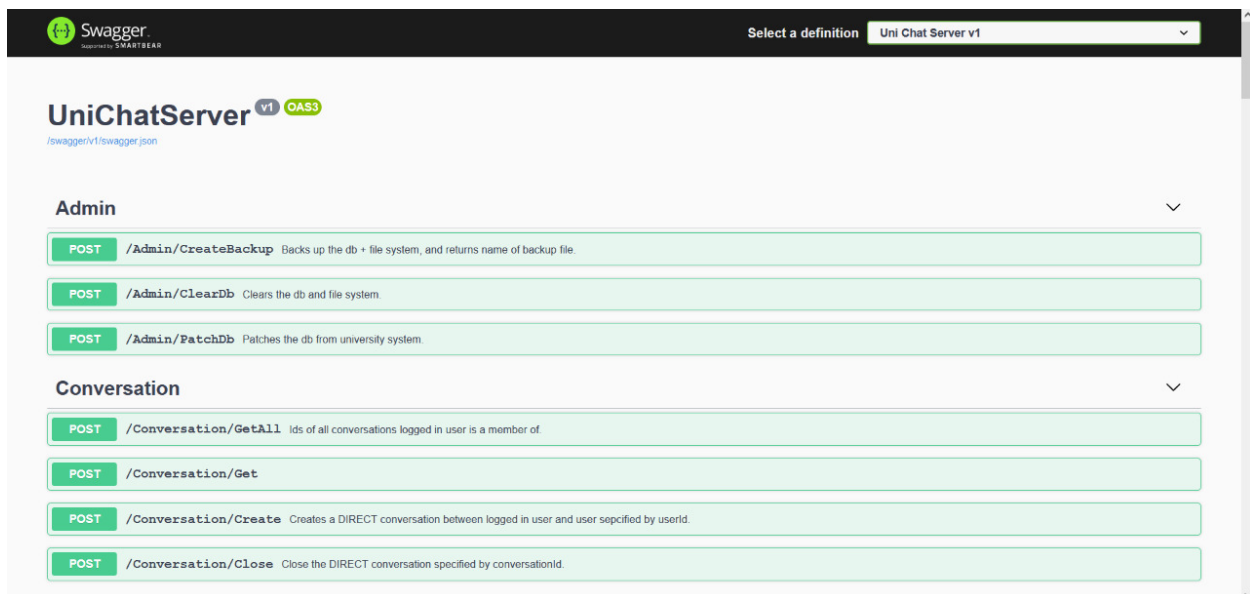 Swagger.
Supported by SMARTBEAR
Select a definition Uni Chat Server v1
UniChatServer v1 OAS3
/swagger/v1/swagger.json
Admin
POST /Admin/CreateBackup Backs up the db + file system, and returns name of backup file.
POST /Admin/ClearDb Clears the db and file system.
POST /Admin/PatchDb Patches the db from university system.
Conversation
POST /Conversation/GetAll Ids of all conversations logged in user is a member of.
POST /Conversation/Get
POST /Conversation/Create Creates a DIRECT conversation between logged in user and user sepcified by userId.
POST /Conversation/Close Close the DIRECT conversation specified by conversationId.